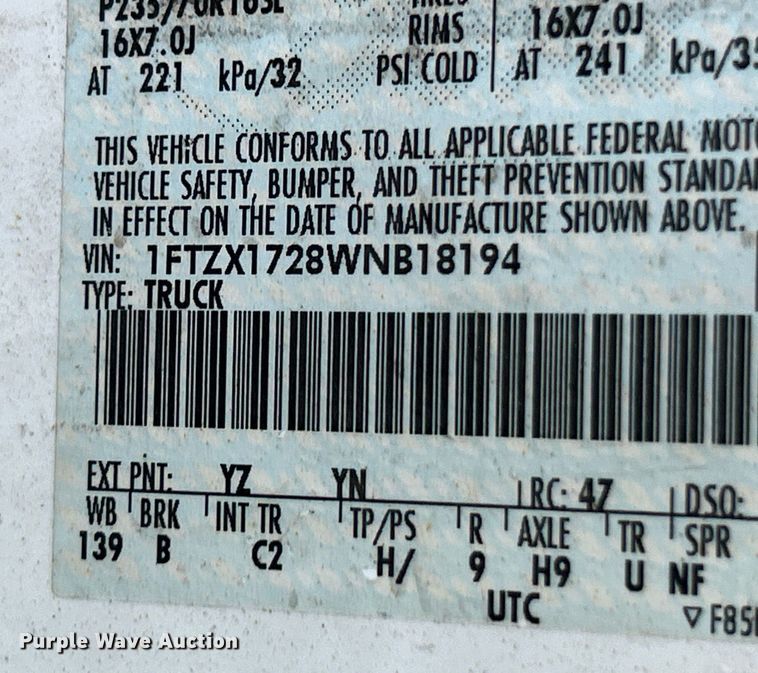 16X7.0J RIMS 16X7.0J
AT 221 kPa/32 PSI COLD AT 241 kPa/35
THIS VEHICLE CONFORMS TO ALL APPLICABLE FEDERAL MOTO
VEHICLE SAFETY, BUMPER, AND THEFT PREVENTION STANDA
IN EFFECT ON THE DATE OF MANUFACTURE SHOWN ABOVE.
VIN: 1FTZX1728WNB18194
TYPE: TRUCK
EXT PNT: YZ YN RC: 47 DSO:
WB BRK INT TR TP/PS R AXLE TR SPR
139 B C2 H/ 9 H9 U NF
UTC
Purple Wave Auction